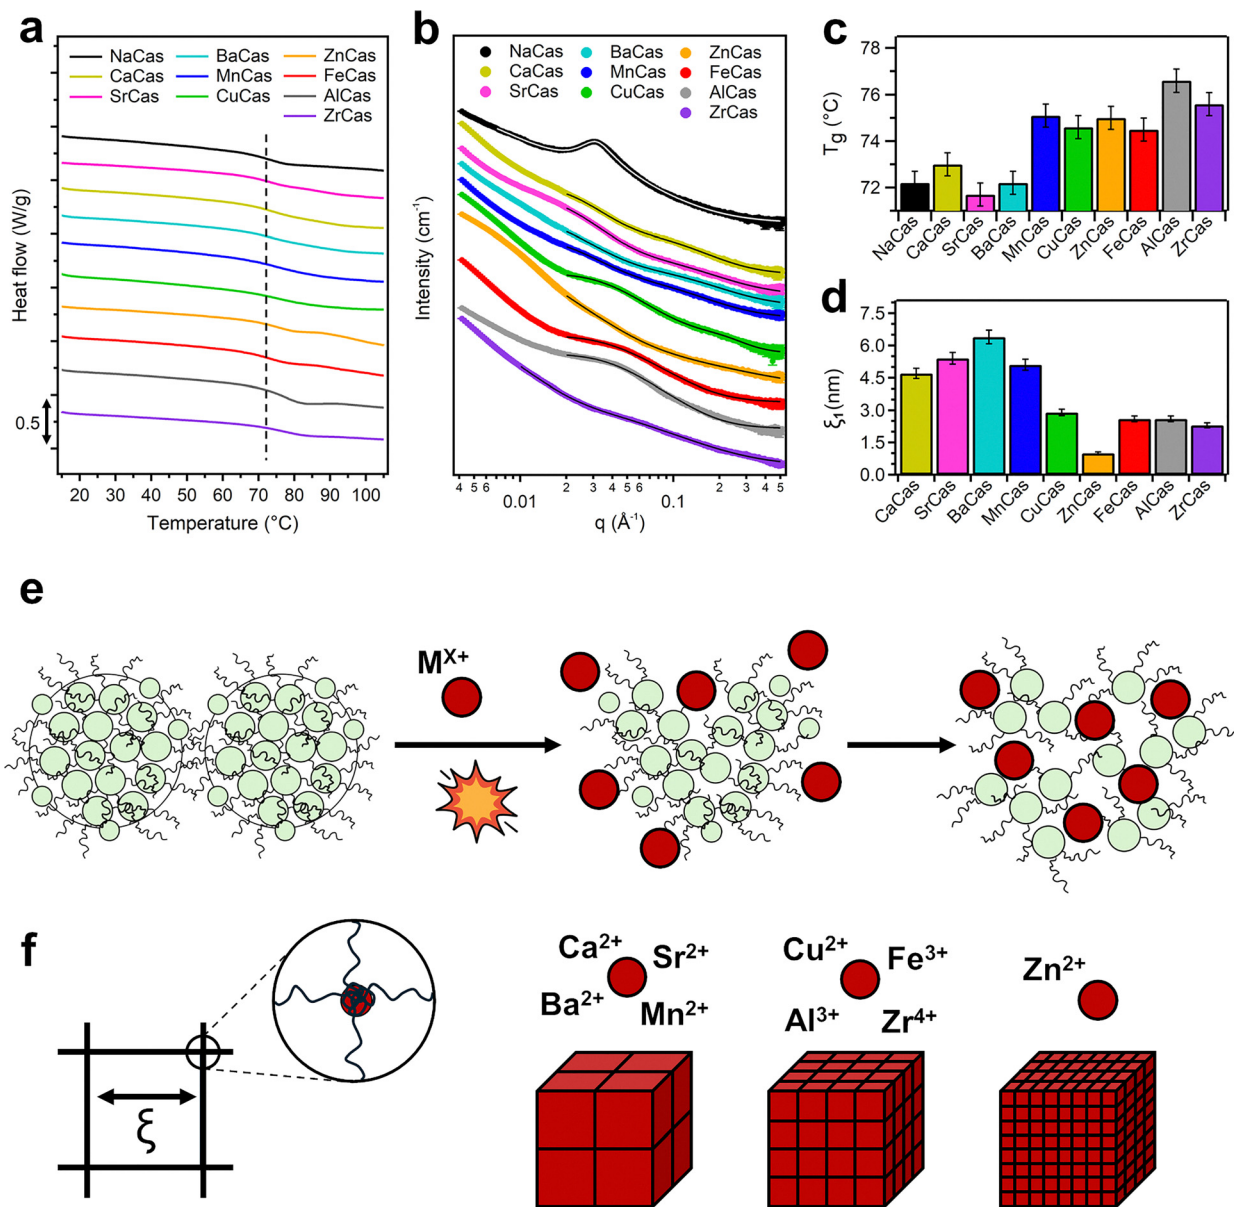 a
NaCas BaCas ZnCas
CaCas MnCas FeCas
SrCas CuCas AlCas
ZrCas
Heat flow (W/g)
0.5
20 30 40 50 60 70 80 90 100
Temperature (°C)
b
NaCas BaCas ZnCas
CaCas MnCas FeCas
SrCas CuCas AlCas
ZrCas
Intensity (cm⁻¹)
4 5 6 0.01 2 3 4 5 6 0.1 2 3 4 5
q (Å⁻¹)
c
78
76
74
72
Tg (°C)
NaCas CaCas SrCas BaCas MnCas CuCas ZnCas FeCas AlCas ZrCas
d
7.5
6.0
4.5
3.0
1.5
0.0
ξ₁ (nm)
CaCas SrCas BaCas MnCas CuCas ZnCas FeCas AlCas ZrCas
e
Mˣ⁺
f
ξ
Ca²⁺ Sr²⁺
Ba²⁺ Mn²⁺
Cu²⁺ Fe³⁺
Al³⁺ Zr⁴⁺
Zn²⁺